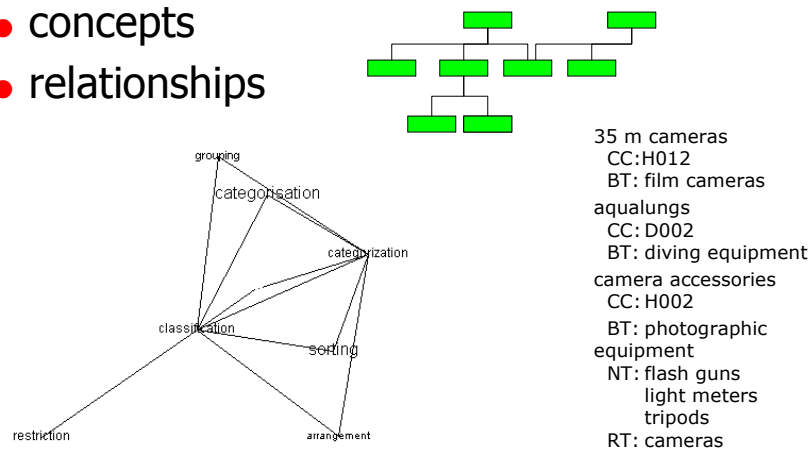 concepts
relationships
grouping
categorisation
categorization
classification
sorting
restriction
arrangement
35 m cameras
CC:H012
BT: film cameras
aqualungs
CC: D002
BT: diving equipment
camera accessories
CC: H002
BT: photographic
equipment
NT: flash guns
light meters
tripods
RT: cameras